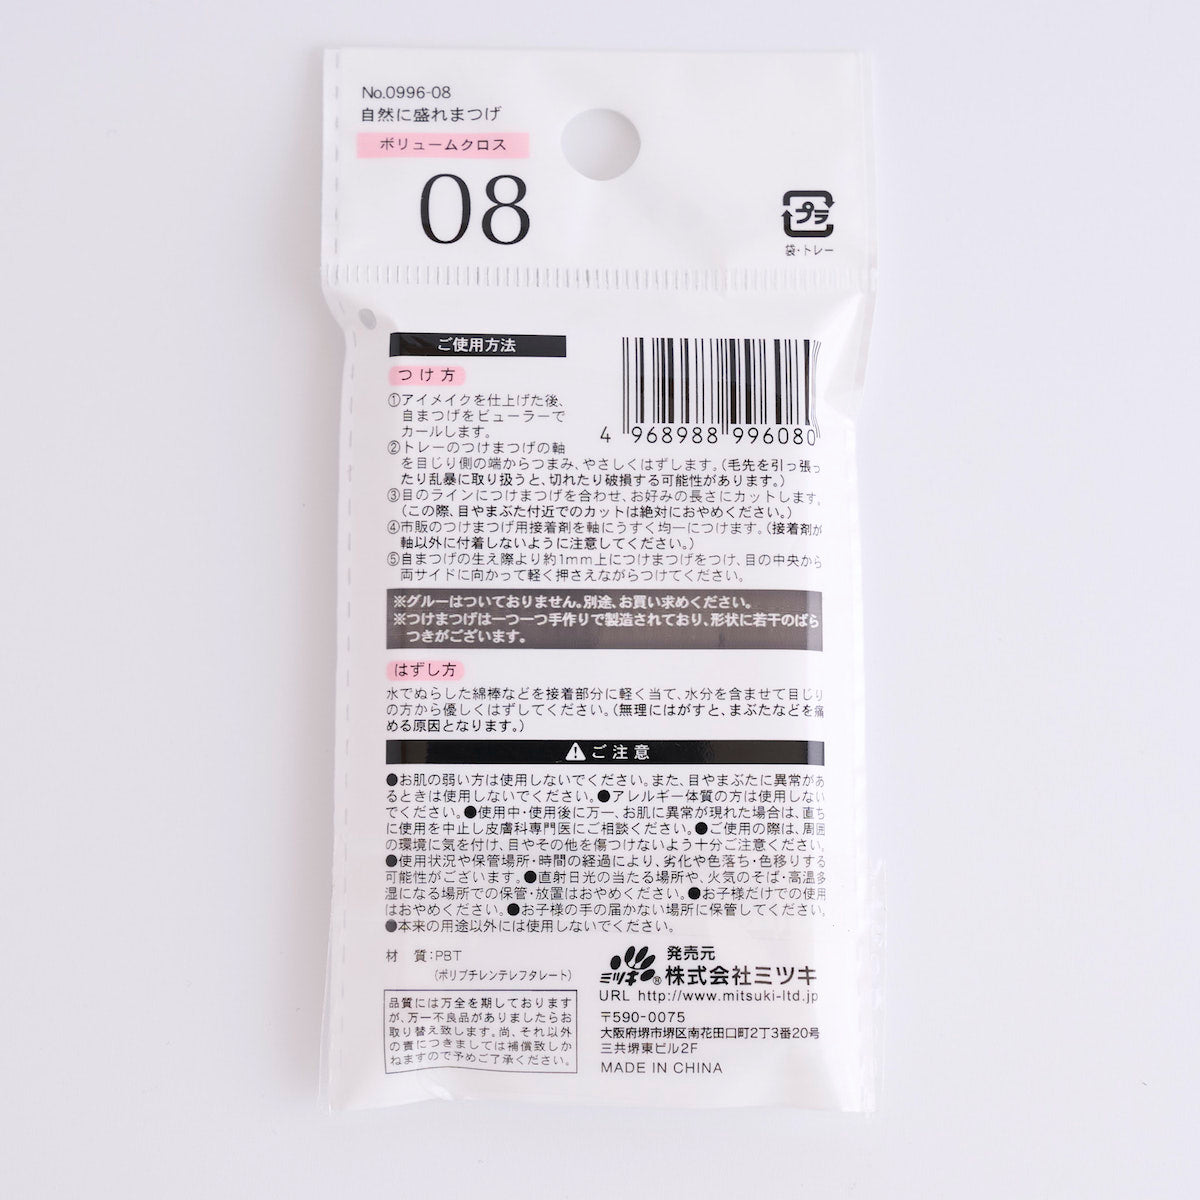 No.0996-08
自然に盛れまつげ
ボリュームクロス
08
プラ
袋・トレー
ご使用方法
つけ方
①アイメイクを仕上げた後、
自まつげをビューラーで
カールします。
4 968988 996080
②トレーのつけまつげの軸
を目じり側の端からつまみ、やさしくはずします。(毛先を引っ張っ
たり乱暴に取り扱うと、切れたり破損する可能性があります。)
③目のラインにつけまつげを合わせ、お好みの長さにカットします。
(この際、目やまぶた付近でのカットは絶対におやめください。)
④市販のつけまつげ用接着剤を軸にうすく均一につけます。(接着剤が
軸以外に付着しないように注意してください。)
⑤自まつげの生え際より約1mm上につけまつげをつけ、目の中央から
両サイドに向かって軽く押さえながらつけてください。
※グルーはついておりません。別途、お買い求めください。
※つけまつげは一つ一つ手作りで製造されており、形状に若干のばら
つきがございます。
はずし方
水でぬらした綿棒などを接着部分に軽く当て、水分を含ませて目じり
の方から優しくはずしてください。(無理にはがすと、まぶたなどを痛
める原因となります。)
ご注意
●お肌の弱い方は使用しないでください。また、目やまぶたに異常があ
るときは使用しないでください。●アレルギー体質の方は使用しない
でください。●使用中・使用後に万一、お肌に異常が現れた場合は、直ち
に使用を中止し皮膚科専門医にご相談ください。●ご使用の際は、周囲
の環境に気を付け、目やその他を傷つけないよう十分ご注意ください。
●使用状況や保管場所・時間の経過により、劣化や色落ち・色移りする
可能性がございます。●直射日光の当たる場所や、火気のそば・高温多
湿になる場所での保管・放置はおやめください。●お子様だけでの使用
はおやめください。●お子様の手の届かない場所に保管してください。
●本来の用途以外には使用しないでください。
材 質:PBT
(ポリブチレンテレフタレート)
品質には万全を期しております
が、万一不良品がありましたらお
取り替え致します。尚、それ以外
の責につきましては補償致しか
ねますので予めご了承ください。
ミツキ®
発売元
株式会社ミツキ
URL http://www.mitsuki-ltd.jp
〒590-0075
大阪府堺市堺区南花田口町2丁3番20号
三共堺東ビル2F
MADE IN CHINA